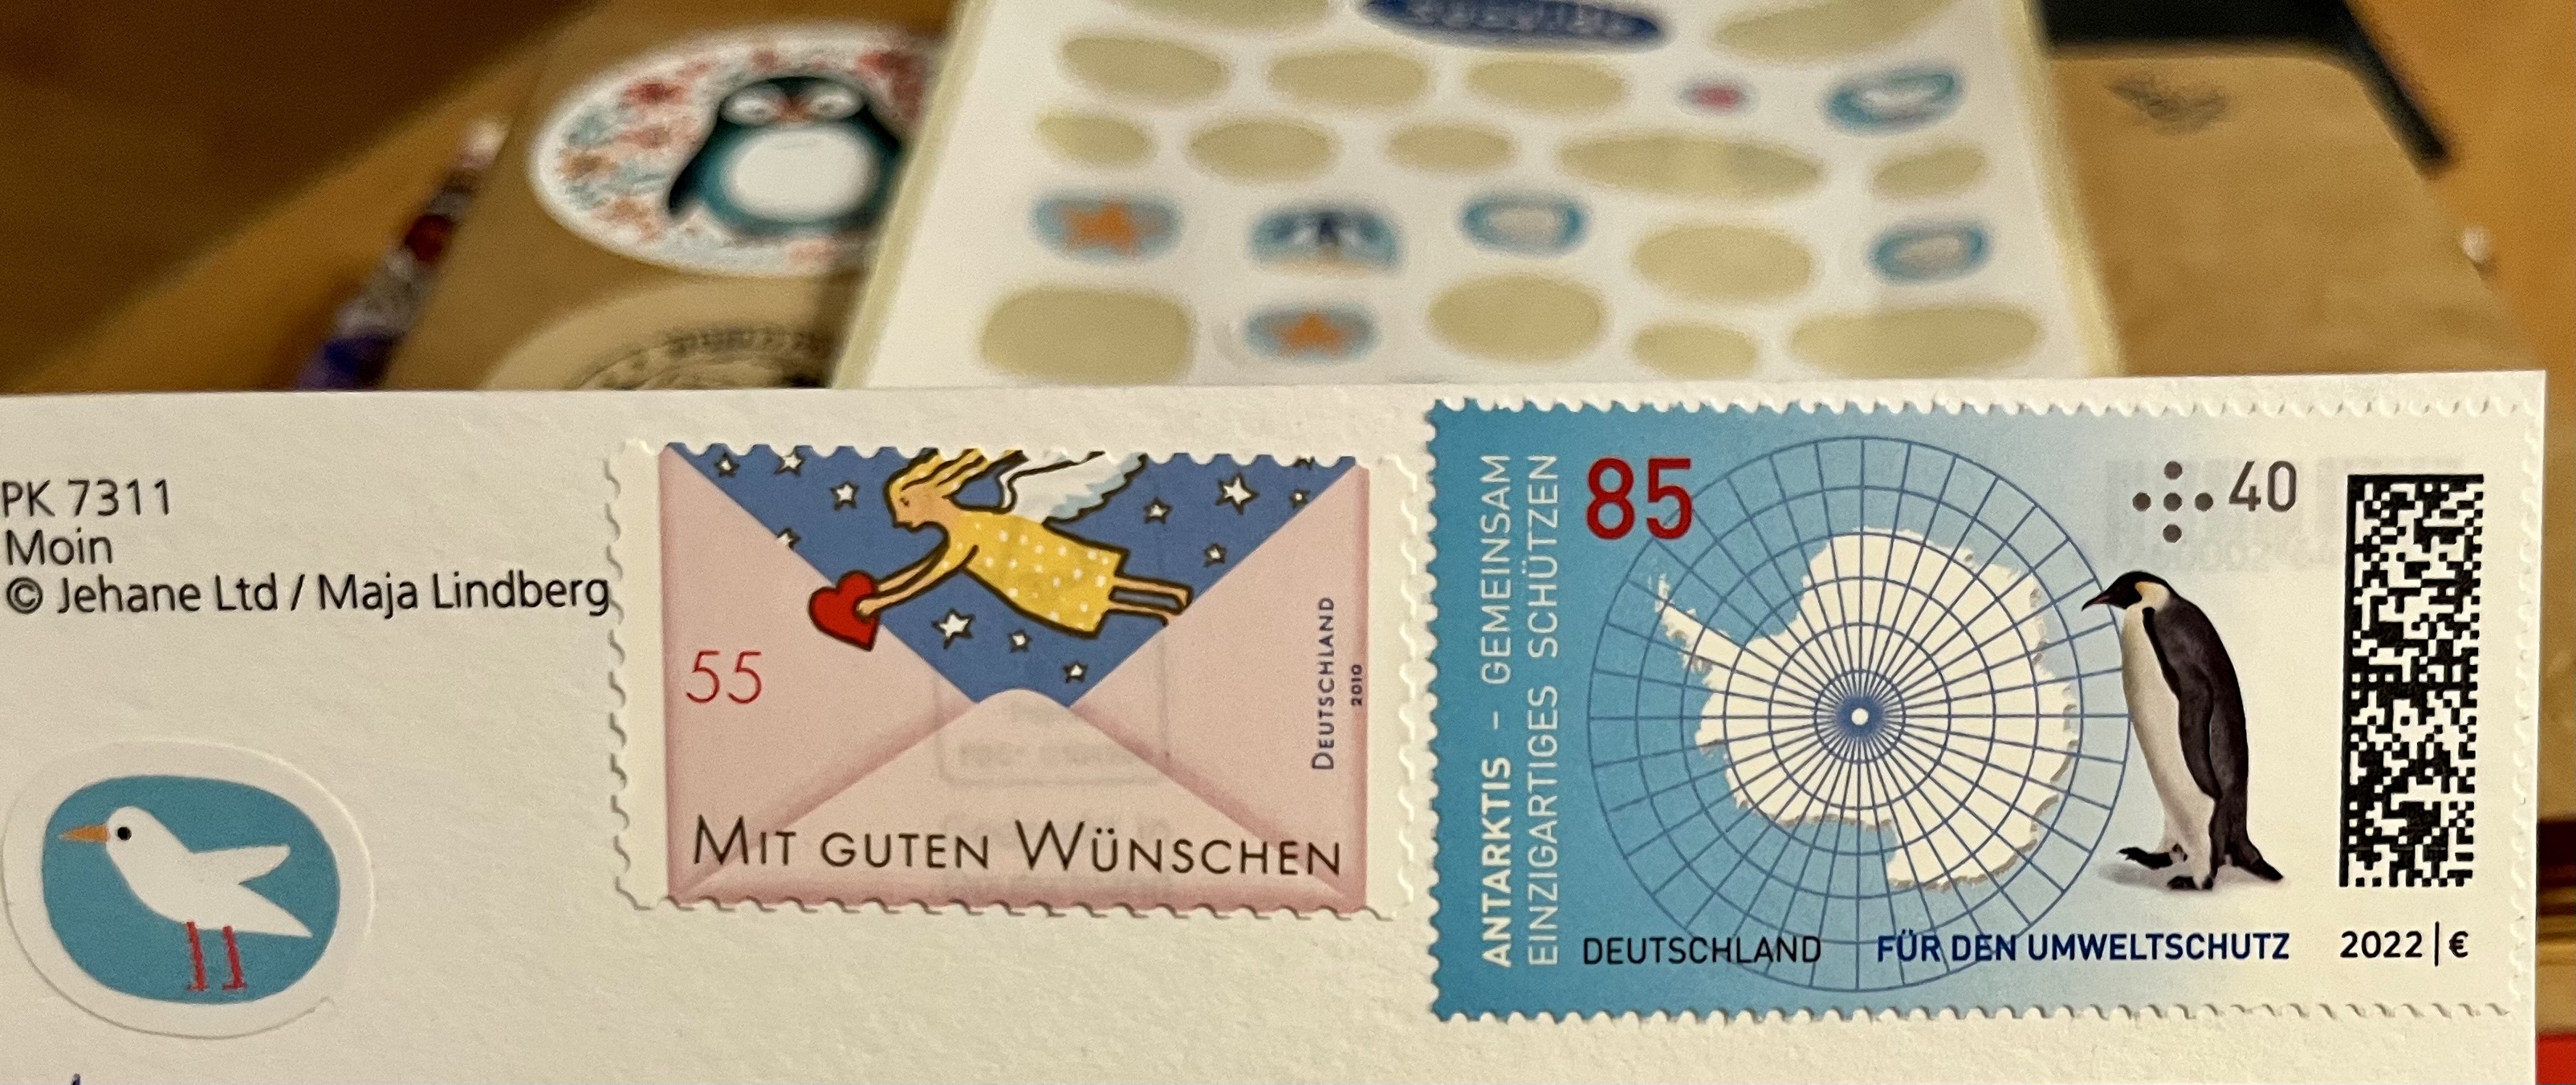 PK 7311
Moin
© Jehane Ltd / Maja Lindberg
55
DEUTSCHLAND
2010
MIT GUTEN WÜNSCHEN
ANTARKTIS – GEMEINSAM
EINZIGARTIGES SCHÜTZEN
85
40
DEUTSCHLAND
FÜR DEN UMWELTSCHUTZ
2022 | €